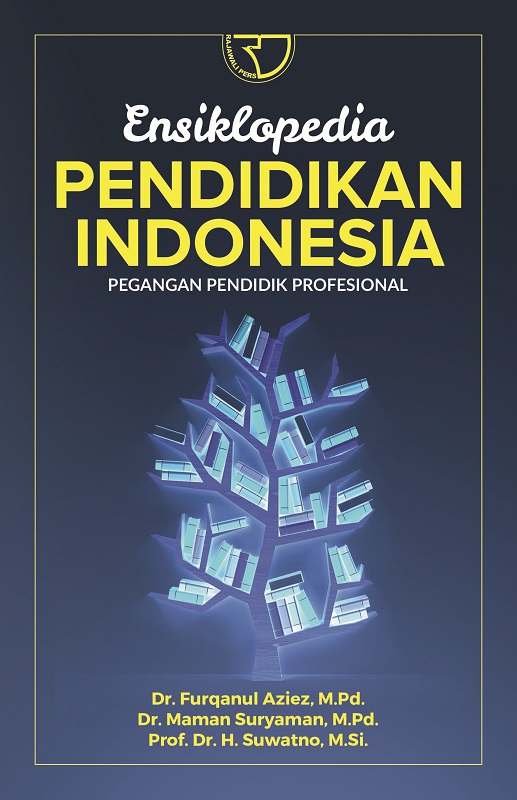 RAJAWALI PERS
Ensiklopedia
PENDIDIKAN
INDONESIA
PEGANGAN PENDIDIK PROFESIONAL
Dr. Furqanul Aziez, M.Pd.
Dr. Maman Suryaman, M.Pd.
Prof. Dr. H. Suwatno, M.Si.